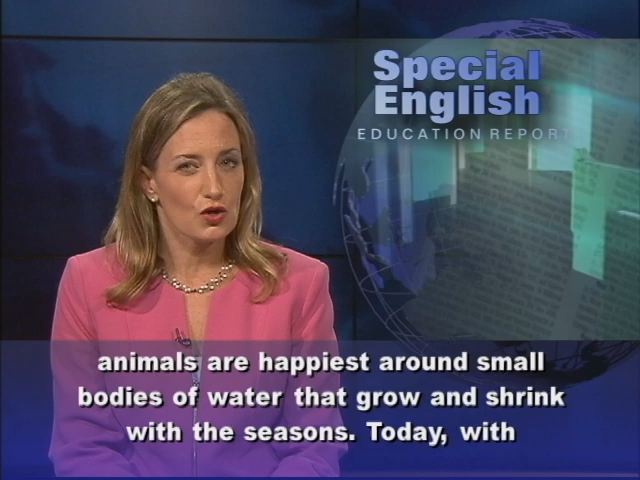 Special
English
EDUCATION REPORT
animals are happiest around small
bodies of water that grow and shrink
with the seasons. Today, with